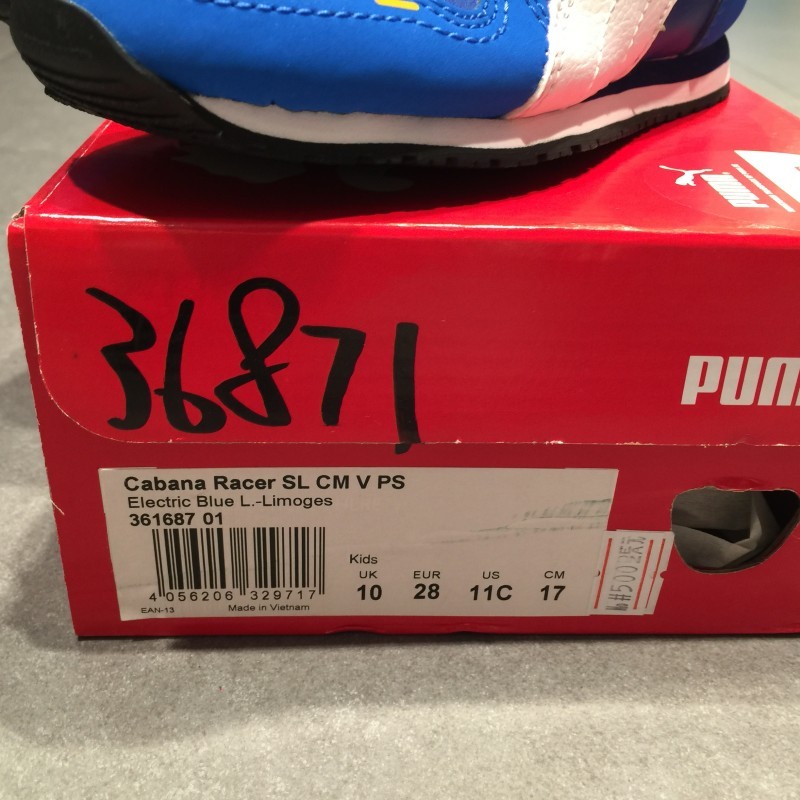 PUMA
36871
PUM
Cabana Racer SL CM V PS
Electric Blue L.-Limoges
361687 01
Kids
UK EUR US CM
10 28 11C 17
4 056206 329717
EAN-13 Made in Vietnam